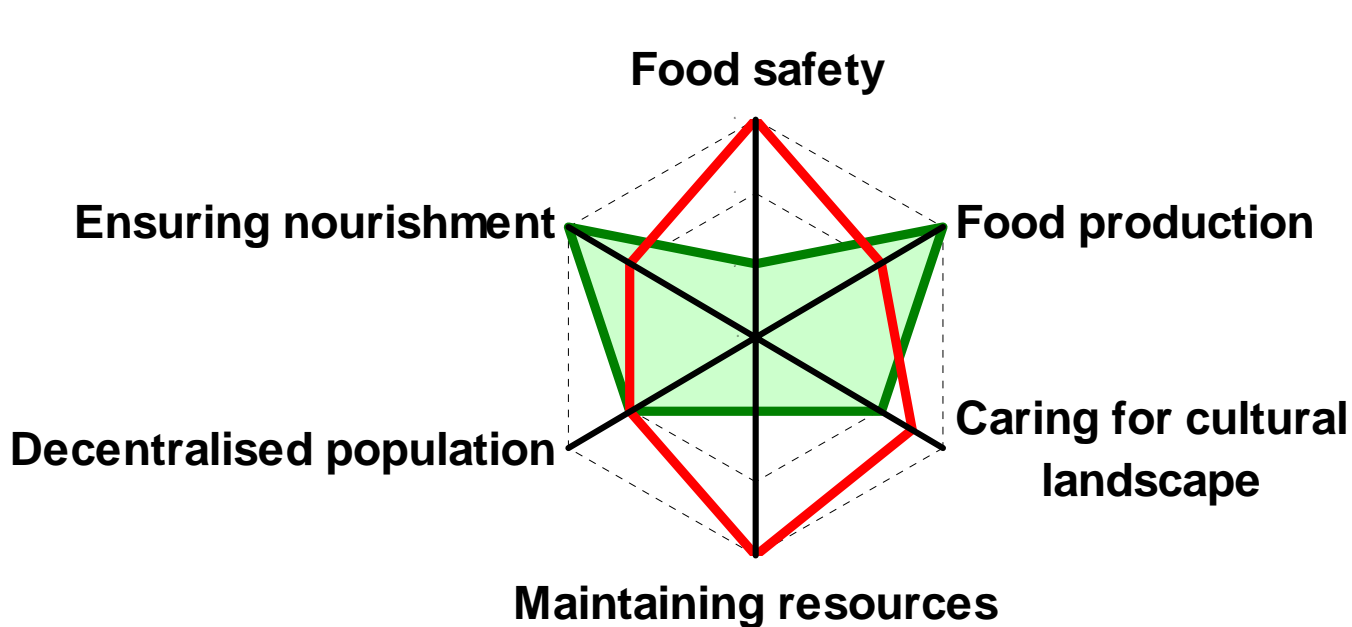 Food safety
Ensuring nourishment
Food production
Decentralised population
Caring for cultural
landscape
Maintaining resources